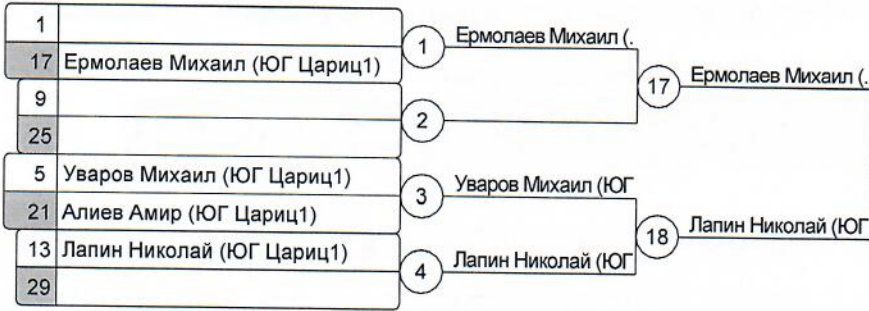 1
17 Ермолаев Михаил (ЮГ Цариц1)
9
25
5 Уваров Михаил (ЮГ Цариц1)
21 Алиев Амир (ЮГ Цариц1)
13 Лапин Николай (ЮГ Цариц1)
29
1 Ермолаев Михаил (.
2
3 Уваров Михаил (ЮГ
4 Лапин Николай (ЮГ
17 Ермолаев Михаил (.
18 Лапин Николай (ЮГ